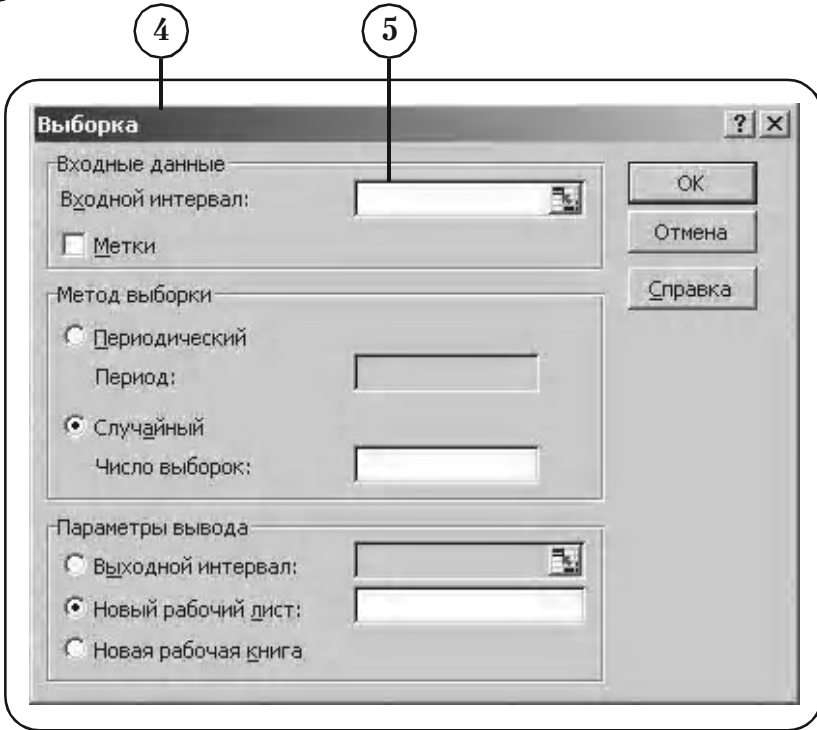 4 5
Выборка ? ×
Входные данные
Входной интервал:
Метки
Метод выборки
Периодический
Период:
Случайный
Число выборок:
Параметры вывода
Выходной интервал:
Новый рабочий лист:
Новая рабочая книга
ОК
Отмена
Справка